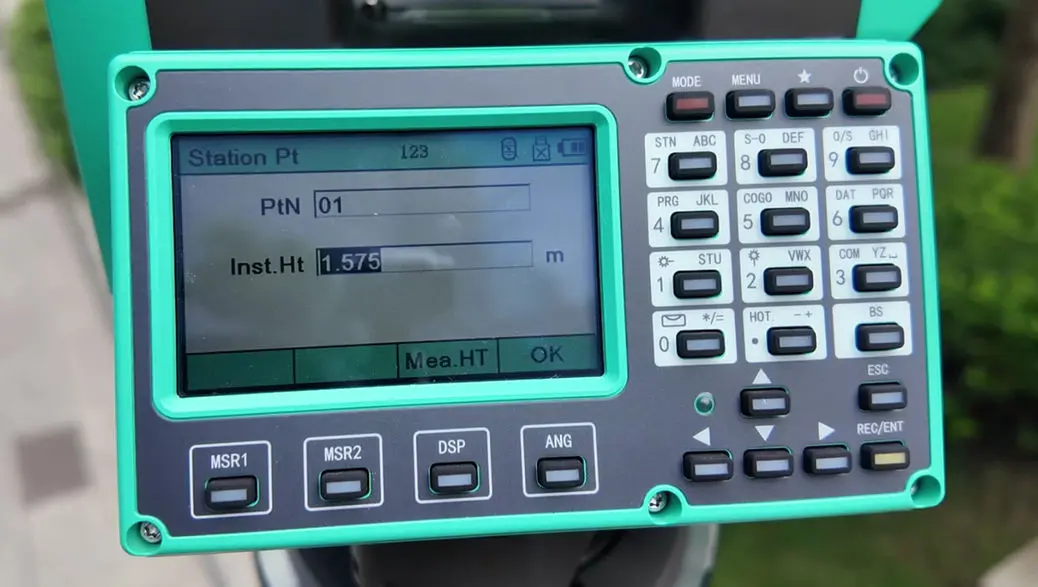 Station Pt 123
PtN 01
Inst.Ht 1.575 m
Mea.HT OK
MODE MENU
STN ABC S-O DEF O/S GHI
7 8 9
PRG JKL COGO MNO DAT PQR
4 5 6
STU VWX COM YZ
1 2 3
*/= HOT -+ BS
0 .
ESC
REC/ENT
MSR1 MSR2 DSP ANG